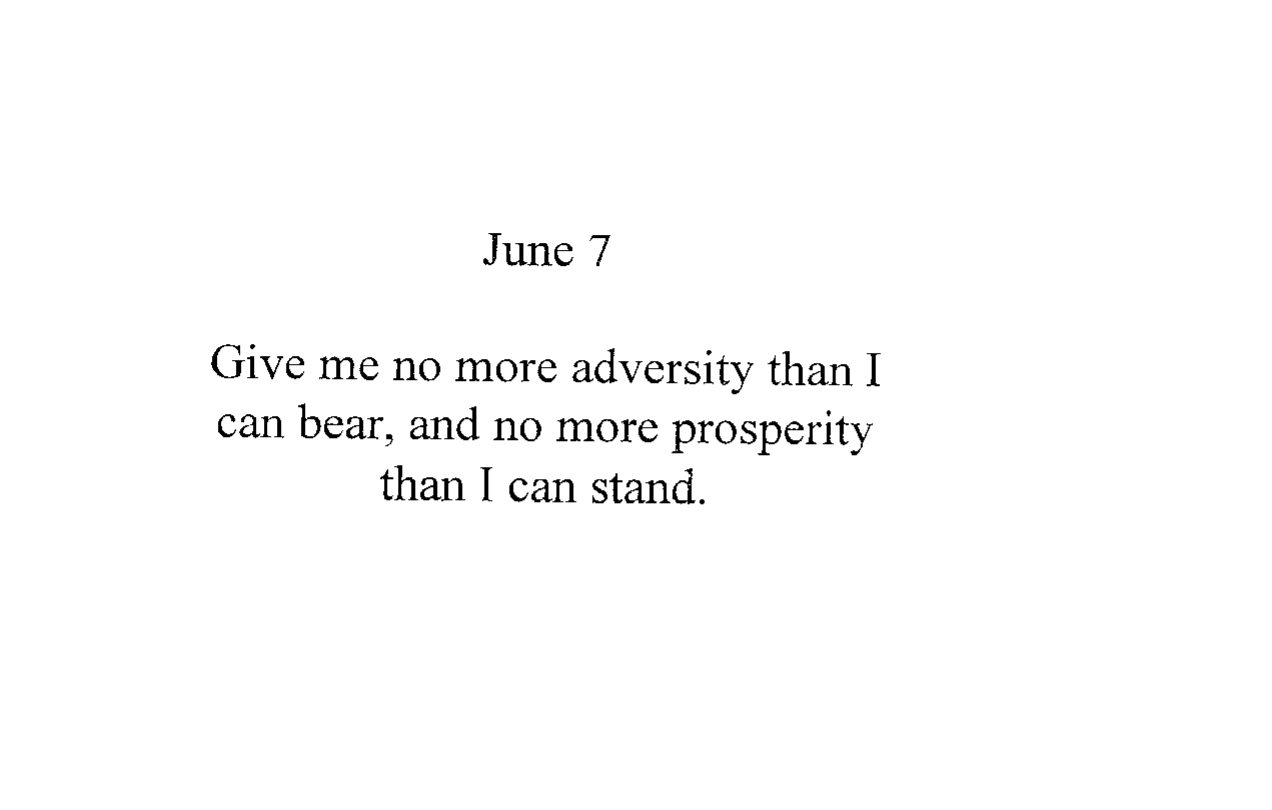 June 7
Give me no more adversity than I
can bear, and no more prosperity
than I can stand.